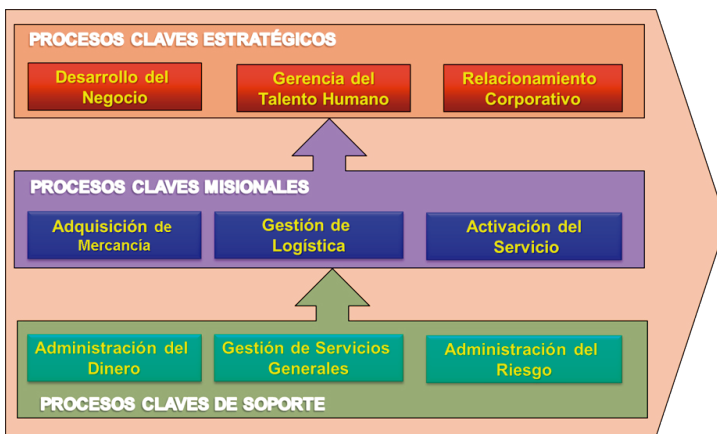 PROCESOS CLAVES ESTRATÉGICOS
Desarrollo del
Negocio
Gerencia del
Talento Humano
Relacionamiento
Corporativo
PROCESOS CLAVES MISIONALES
Adquisición de
Mercancía
Gestión de
Logística
Activación del
Servicio
Administración del
Dinero
Gestión de Servicios
Generales
Administración del
Riesgo
PROCESOS CLAVES DE SOPORTE